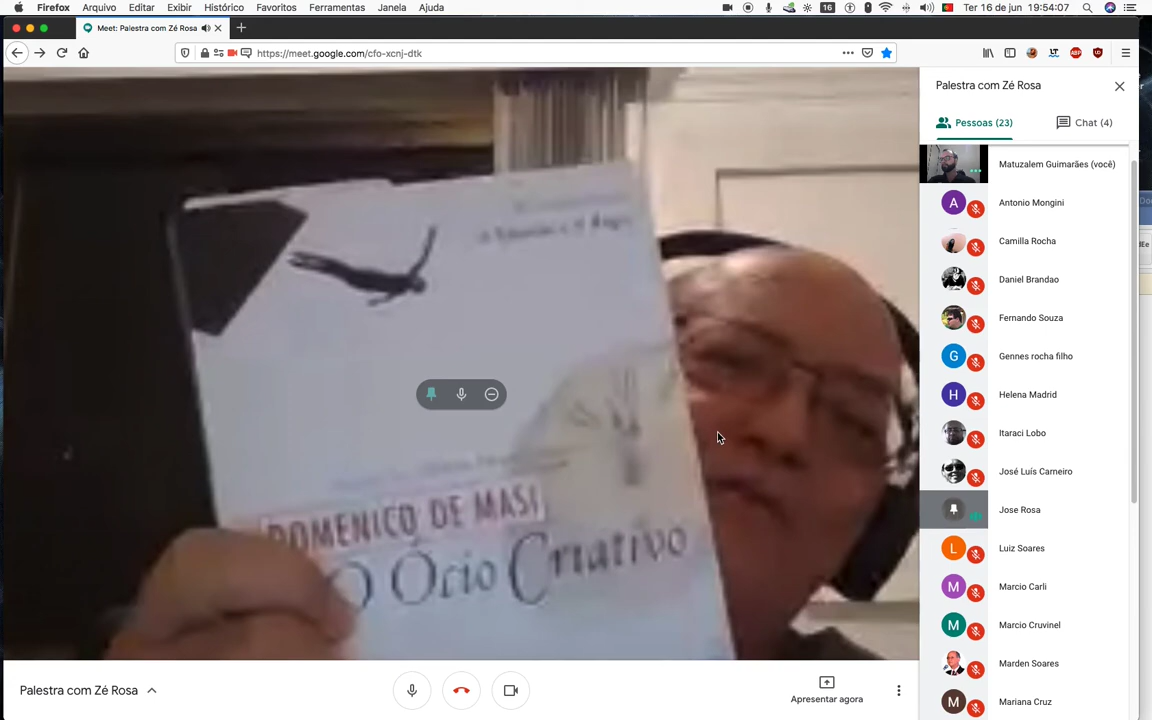 Firefox Arquivo Editar Exibir Histórico Favoritos Ferramentas Janela Ajuda 16 Ter 16 de jun 19:54:07
Meet: Palestra com Zé Rosa
https://meet.google.com/cfo-xcnj-dtk
DOMENICO DE MASI
O Ócio Criativo
Palestra com Zé Rosa
Apresentar agora
Palestra com Zé Rosa
Pessoas (23) Chat (4)
Matuzalem Guimarães (você)
A Antonio Mongini
Camilla Rocha
Daniel Brandao
Fernando Souza
G Gennes rocha filho
H Helena Madrid
Itaraci Lobo
José Luís Carneiro
Jose Rosa
L Luiz Soares
M Marcio Carli
M Marcio Cruvinel
Marden Soares
M Mariana Cruz